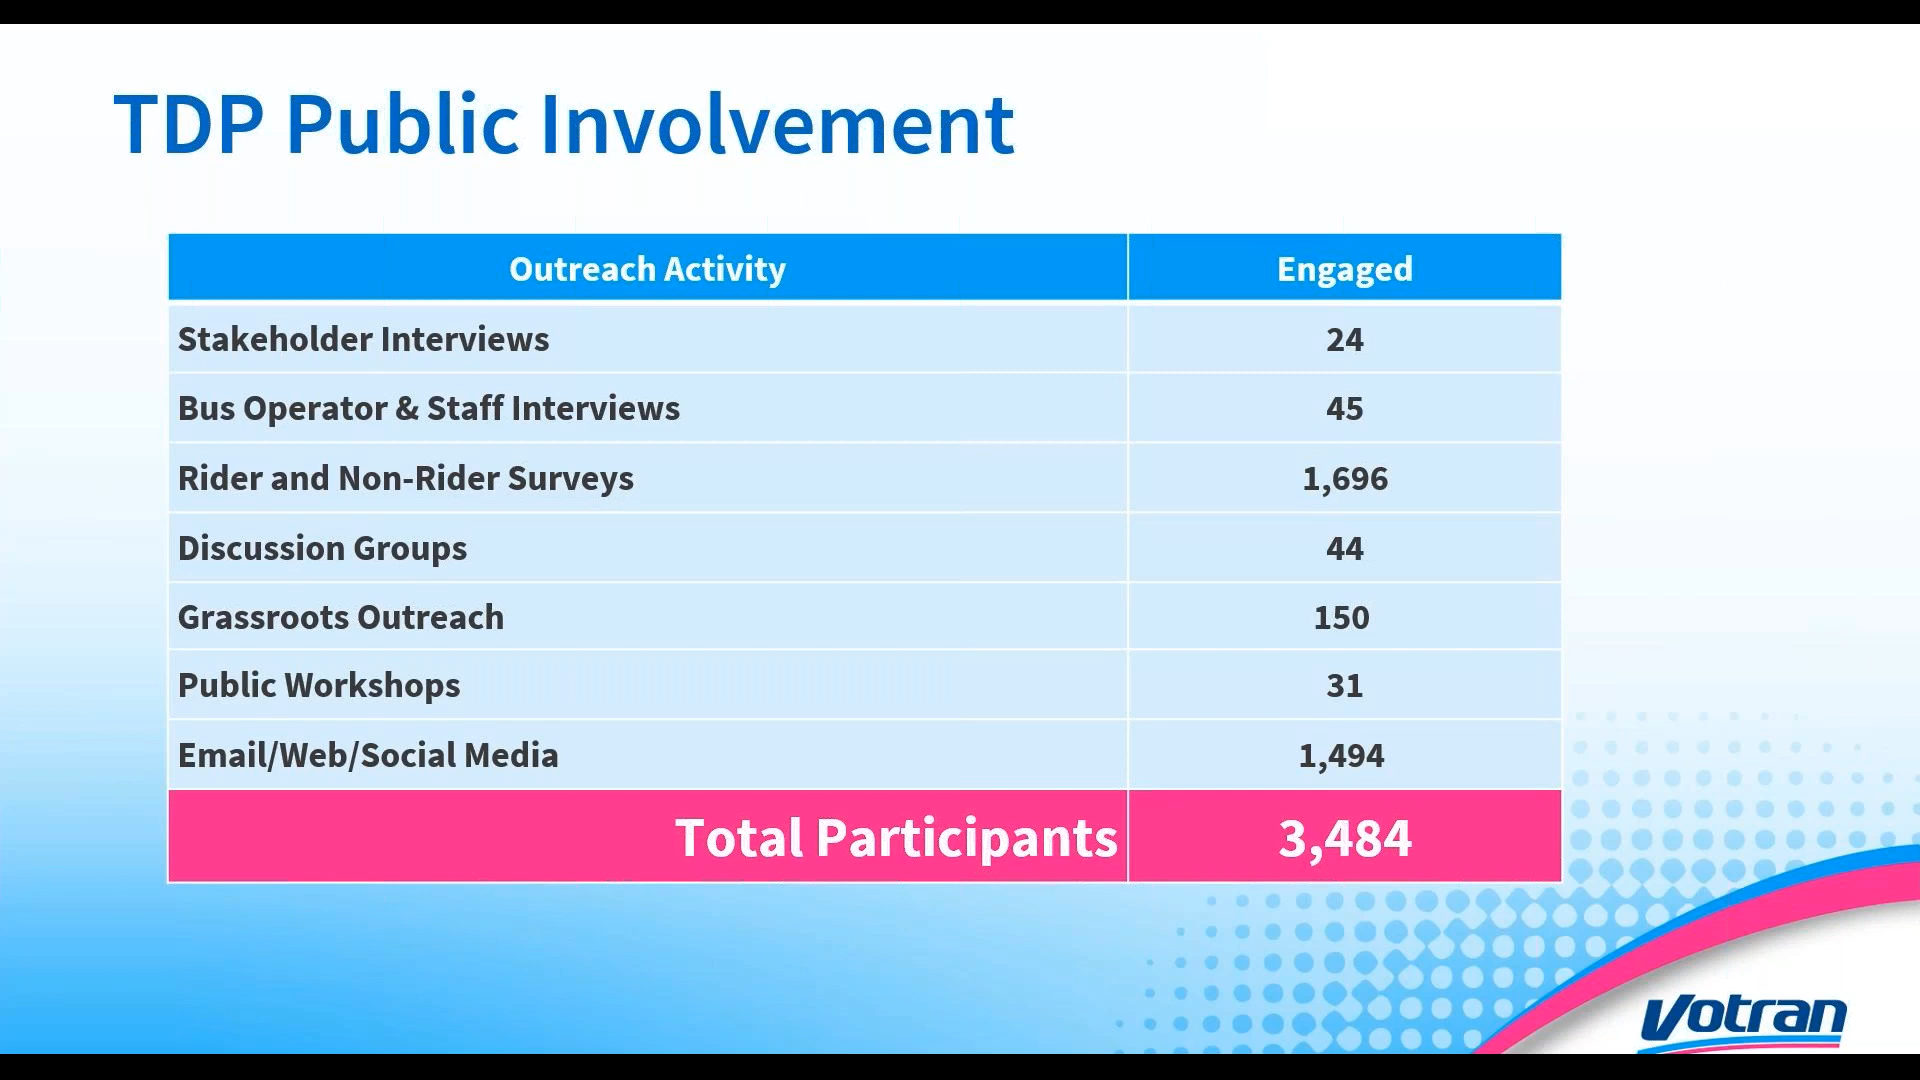 TDP Public Involvement
Outreach Activity Engaged
Stakeholder Interviews 24
Bus Operator & Staff Interviews 45
Rider and Non-Rider Surveys 1,696
Discussion Groups 44
Grassroots Outreach 150
Public Workshops 31
Email/Web/Social Media 1,494
Total Participants 3,484
Votran